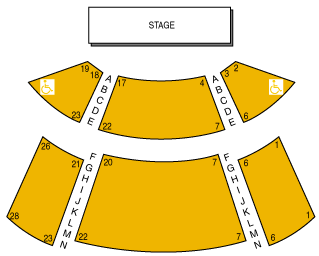 STAGE
19 18 A 17 4 A 3 2
B B
C C
D D
23 E 22 7 E 6
26 21 F 20 7 F 6 1
G G
H H
I I
J J
K K
L L
28 M M 1
23 N 22 7 N 6